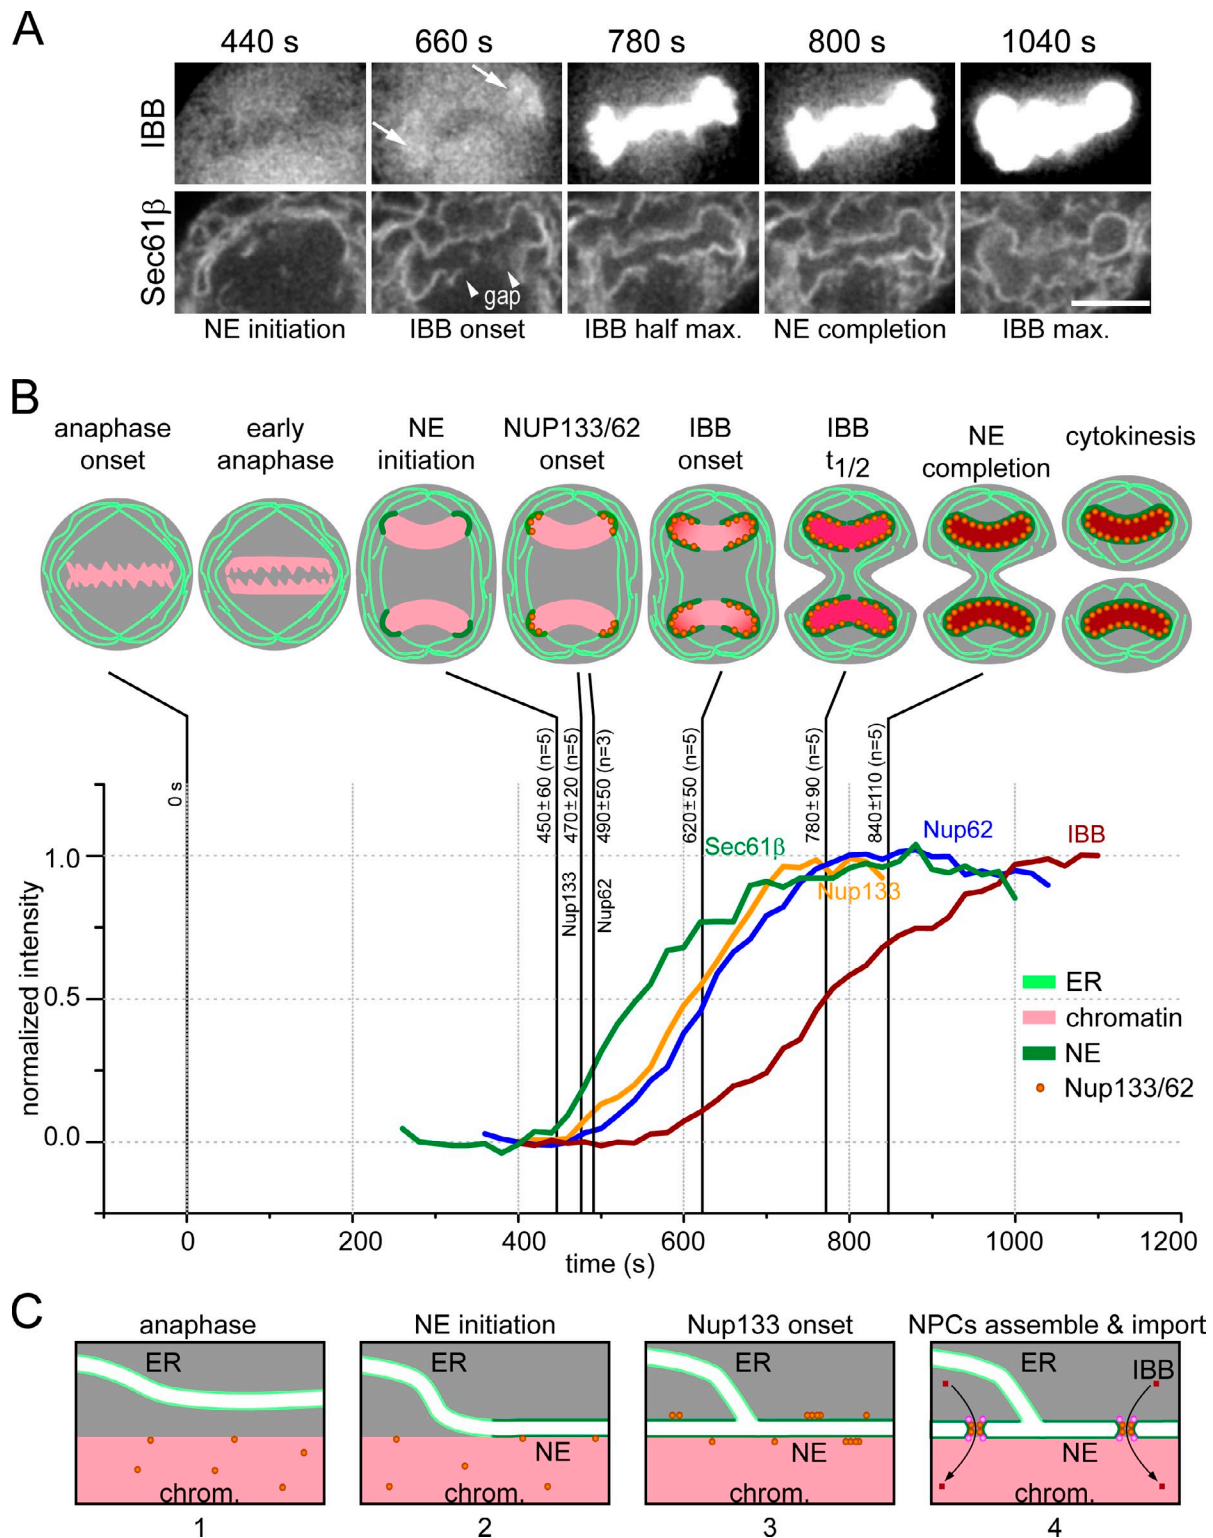 A
440 s 660 s 780 s 800 s 1040 s
IBB
Sec61β
gap
NE initiation IBB onset IBB half max. NE completion IBB max.
B
anaphase onset
early anaphase
NE initiation
NUP133/62 onset
IBB onset
IBB t1/2
NE completion
cytokinesis
0 s
450±60 (n=5)
470±20 (n=5)
490±50 (n=3)
620±50 (n=5)
780±90 (n=5)
840±110 (n=5)
Nup133
Nup62
Sec61β
Nup133
Nup62
IBB
1.0
0.5
0.0
normalized intensity
ER
chromatin
NE
Nup133/62
0 200 400 600 800 1000 1200
time (s)
C
anaphase NE initiation Nup133 onset NPCs assemble & import
ER ER ER ER IBB
NE NE NE
chrom. chrom. chrom. chrom.
1 2 3 4